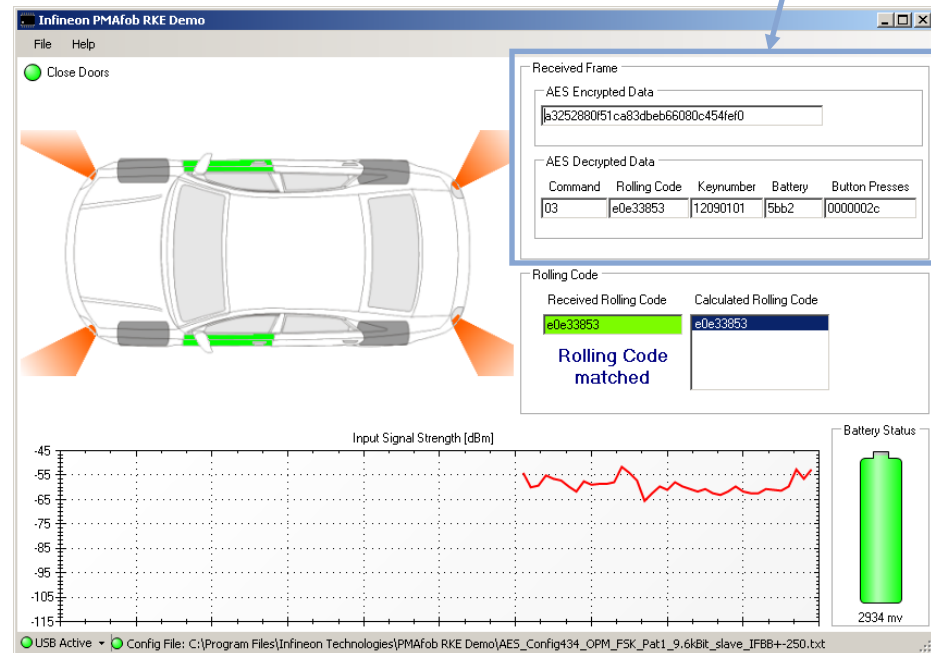 Infineon PMAfob RKE Demo
File Help
Close Doors
Received Frame
AES Encrypted Data
a3252880f51ca83dbeb66080c454fef0
AES Decrypted Data
Command Rolling Code Keynumber Battery Button Presses
03 e0e33853 12090101 5bb2 0000002c
Rolling Code
Received Rolling Code Calculated Rolling Code
e0e33853 e0e33853
Rolling Code
matched
Input Signal Strength [dBm]
-45
-55
-65
-75
-85
-95
-105
-115
Battery Status
2934 mv
USB Active Config File: C:\Program Files\Infineon Technologies\PMAfob RKE Demo\AES_Config434_OPM_FSK_Pat1_9.6kBit_slave_IFBB+-250.txt